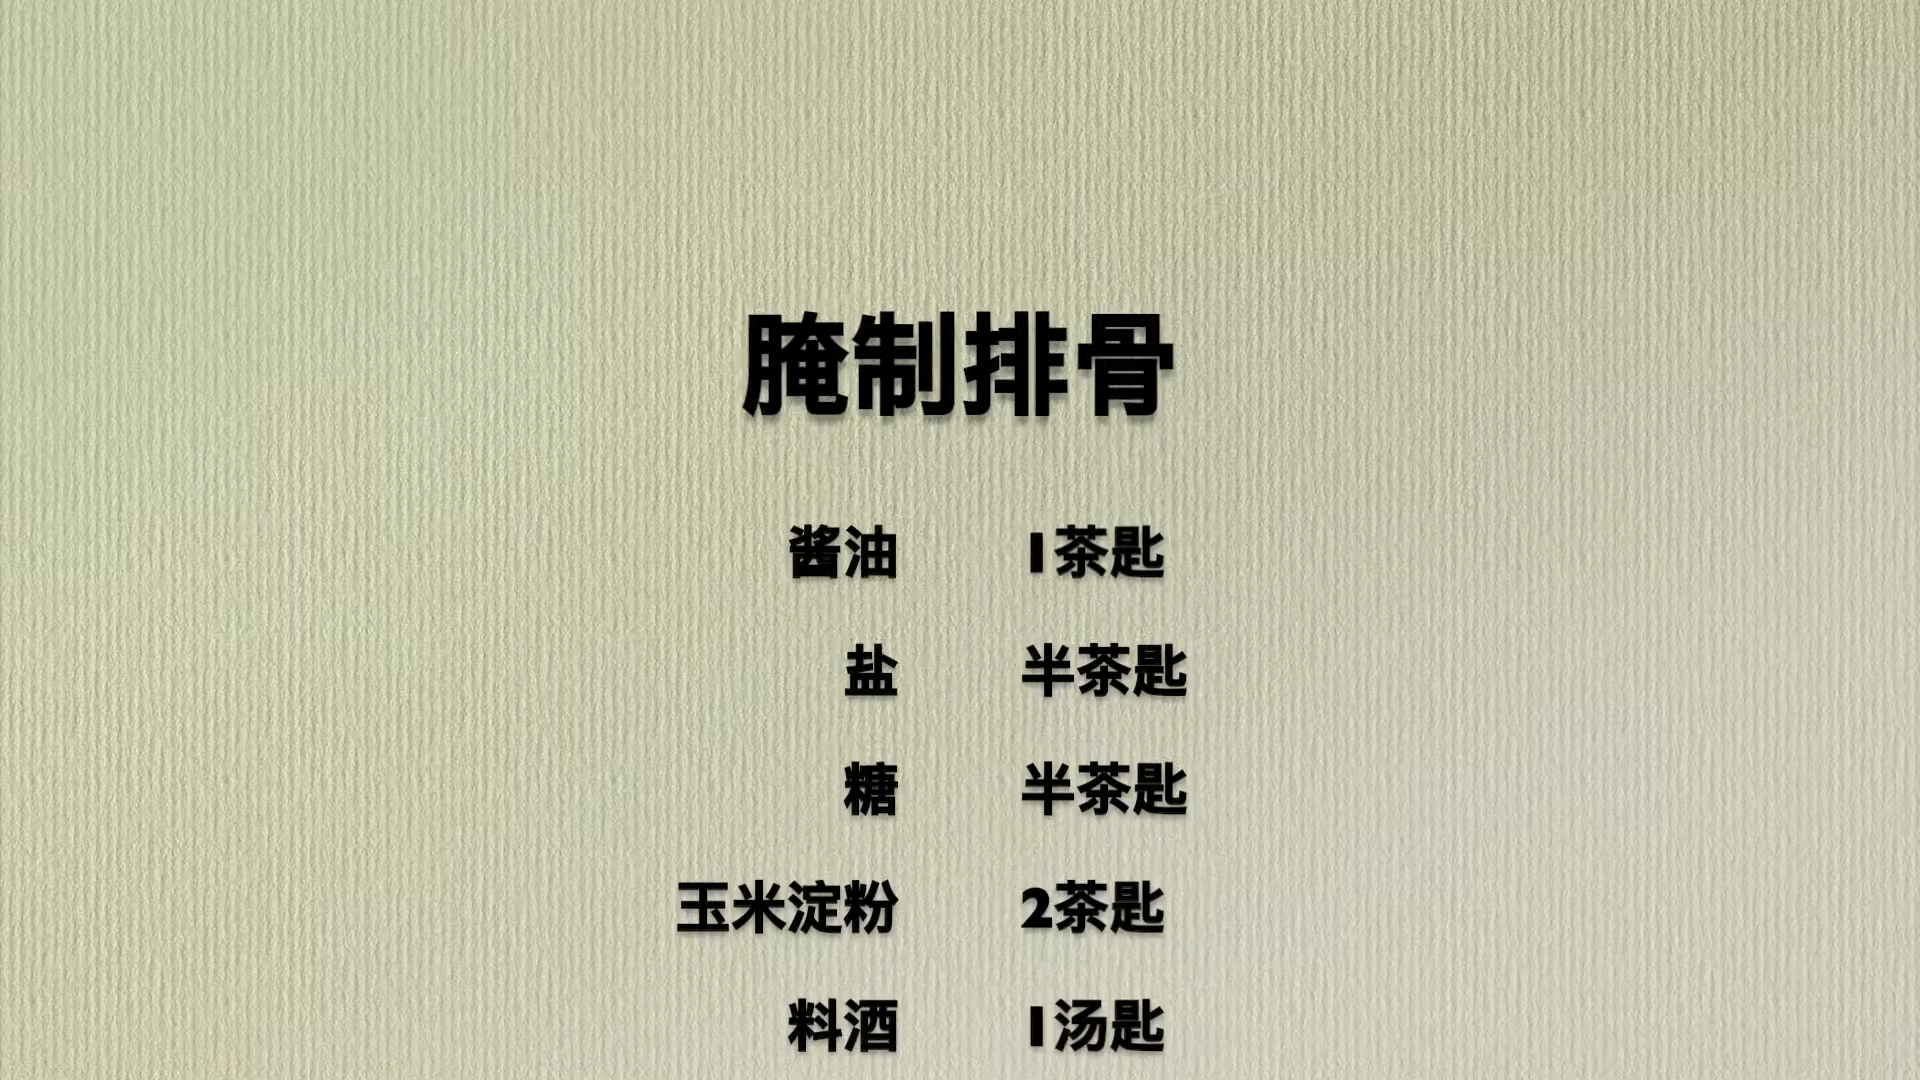 腌制排骨
酱油 1茶匙
盐 半茶匙
糖 半茶匙
玉米淀粉 2茶匙
料酒 1汤匙